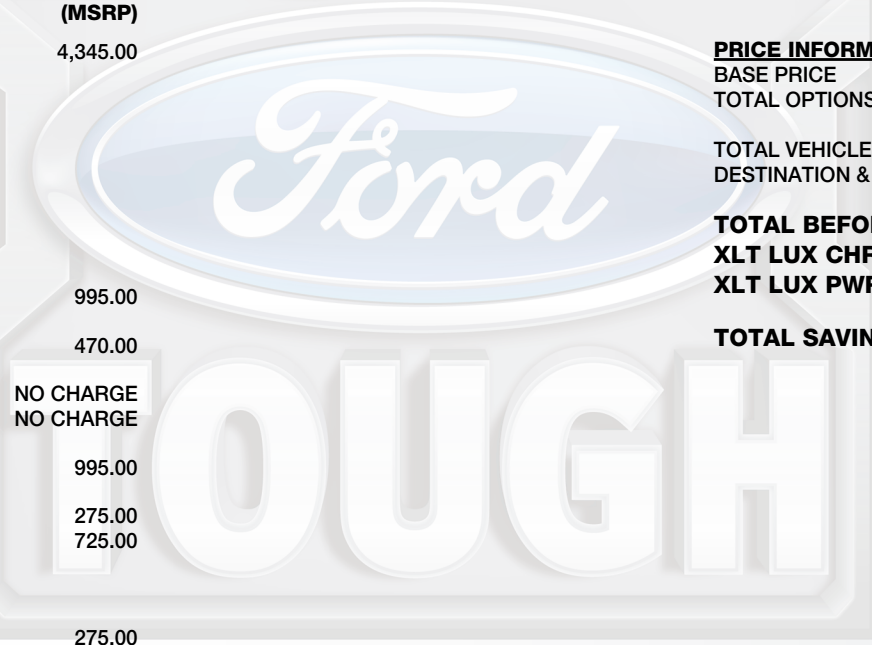 (MSRP)
4,345.00
995.00
470.00
NO CHARGE
NO CHARGE
995.00
275.00
725.00
275.00
Ford
TOUGH
PRICE INFORM
BASE PRICE
TOTAL OPTIONS
TOTAL VEHICLE
DESTINATION &
TOTAL BEFO
XLT LUX CH
XLT LUX PW
TOTAL SAVIN